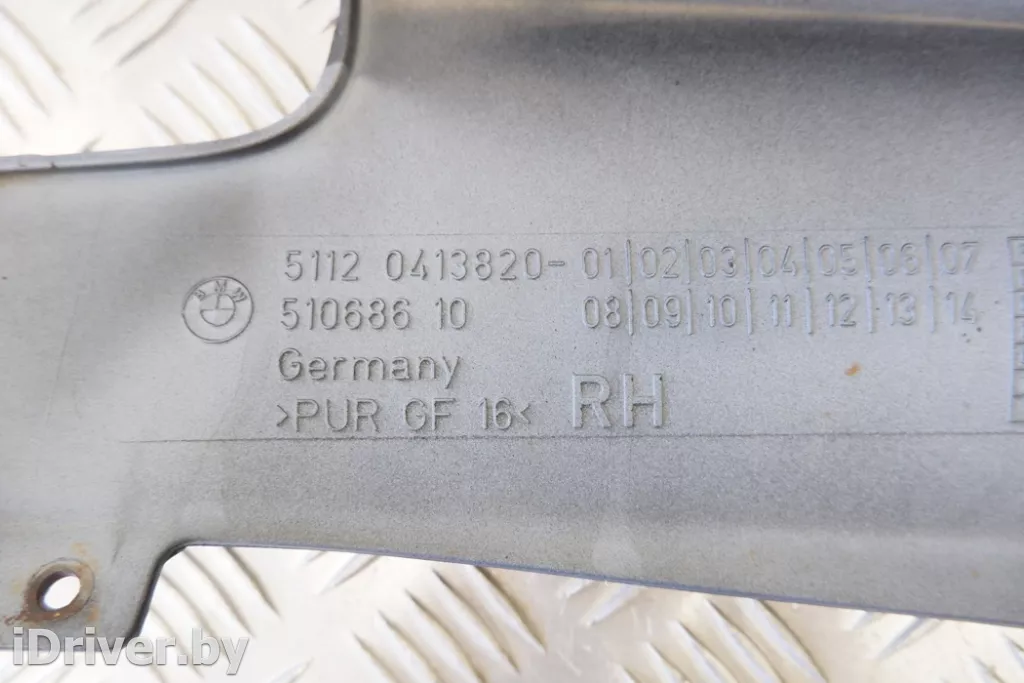 5112 0413820- 01|02|03|04|05|06|07
BMW
510686 10 08|09|10|11|12|13|14
Germany
>PUR GF 16< RH
iDriver.by